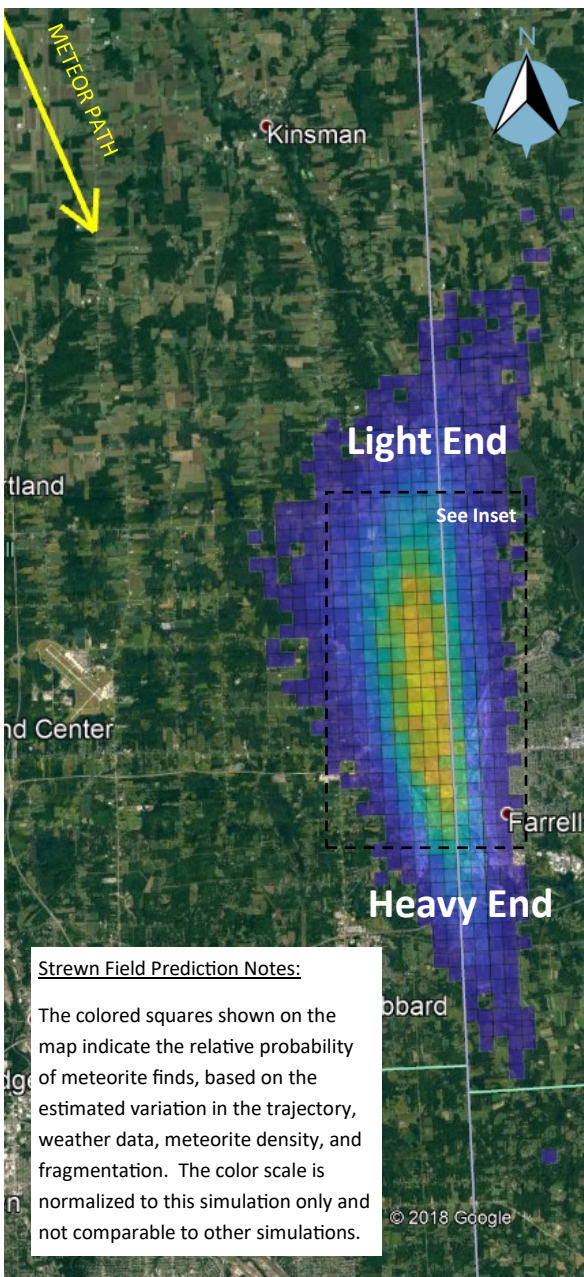 N
METEOR PATH
Kinsman
Light End
rtland
See Inset
nd Center
Farrell
Heavy End
Strewn Field Prediction Notes:
The colored squares shown on the
map indicate the relative probability
of meteorite finds, based on the
estimated variation in the trajectory,
weather data, meteorite density, and
fragmentation. The color scale is
normalized to this simulation only and
not comparable to other simulations.
bbard
dge
n
© 2018 Google